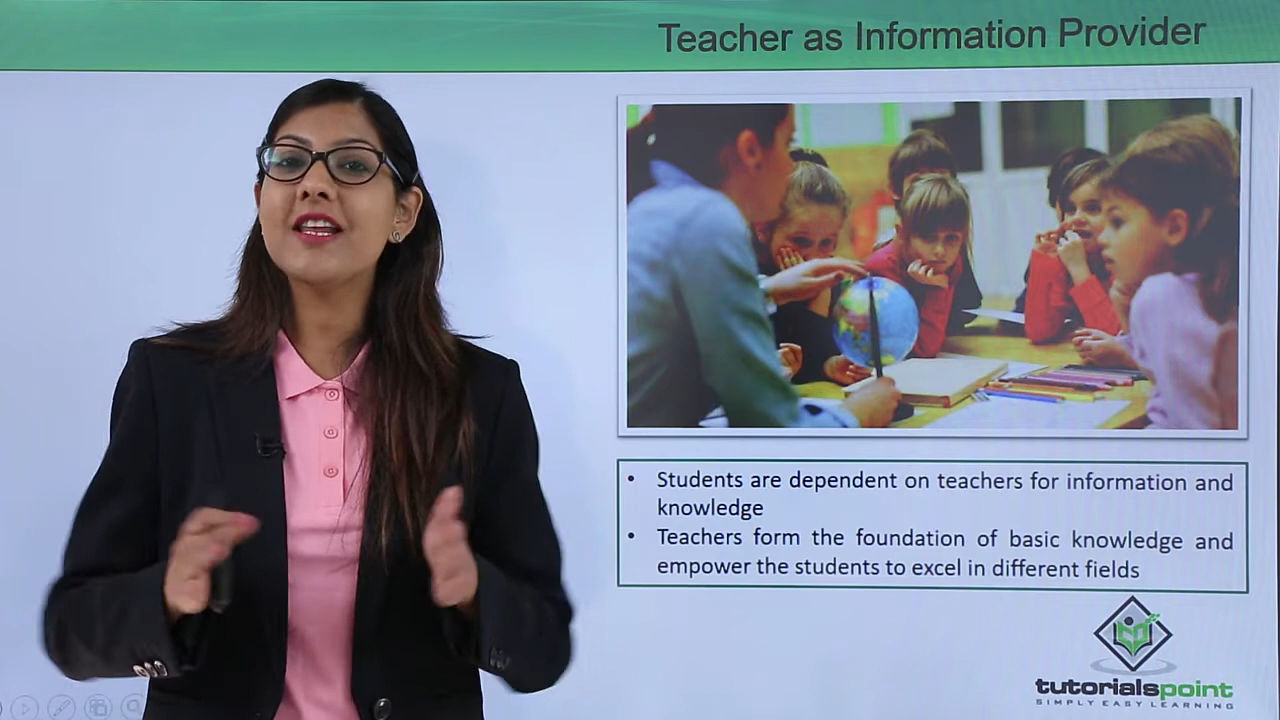 Teacher as Information Provider
• Students are dependent on teachers for information and
knowledge
• Teachers form the foundation of basic knowledge and
empower the students to excel in different fields
tutorialspoint
SIMPLY EASY LEARNING